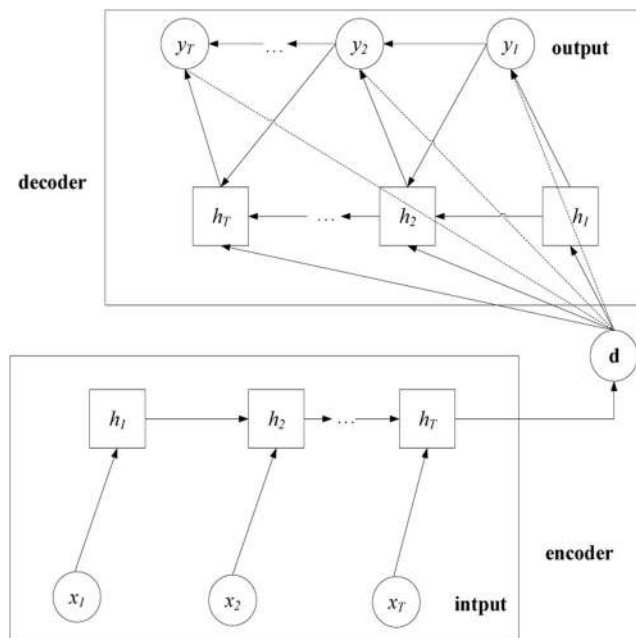 y_T … y_2 y_1 output
decoder
h_T … h_2 h_1
d
h_1 h_2 … h_T
encoder
x_1 x_2 x_T intput